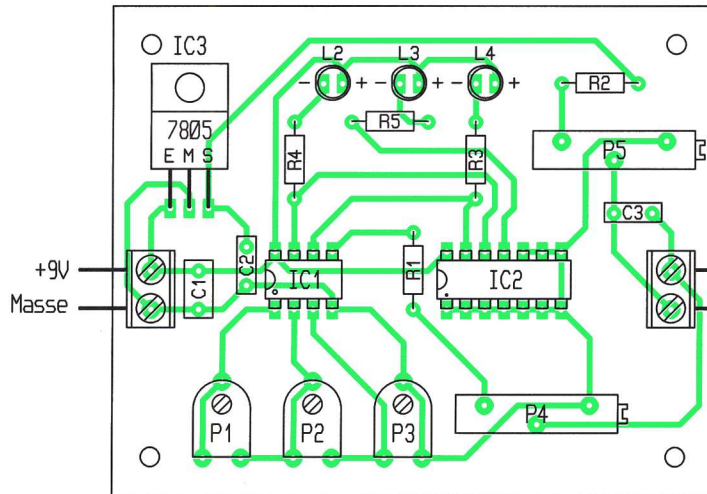 IC3
L2
L3
L4
-
+
-
+
-
+
R2
7805
R5
E M S
R4
R3
P5
C3
+9V
C1
C2
IC1
R1
IC2
Masse
P1
P2
P3
P4